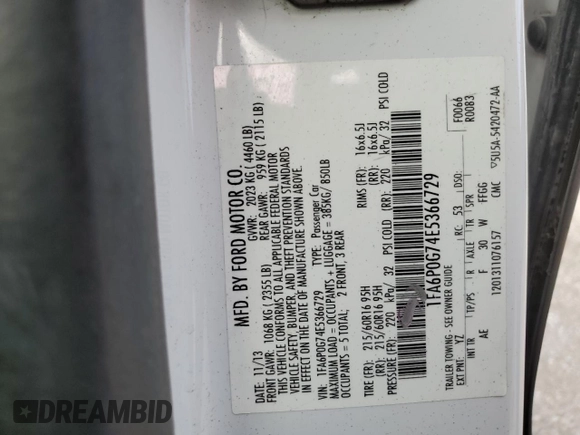 MFD. BY FORD MOTOR CO.
DATE: 11/13 GVWR: 2023 KG ( 4460 LB)
FRONT GAWR: 1068 KG ( 2355 LB) REAR GAWR: 959 KG ( 2115 LB)
THIS VEHICLE CONFORMS TO ALL APPLICABLE FEDERAL MOTOR
VEHICLE SAFETY, BUMPER, AND THEFT PREVENTION STANDARDS
IN EFFECT ON THE DATE OF MANUFACTURE SHOWN ABOVE.
VIN: 1FA6P0G74E5366729 TYPE: Passenger Car
MAXIMUM LOAD = OCCUPANTS + LUGGAGE = 385KG/ 850LB
OCCUPANTS = 5 TOTAL; 2 FRONT, 3 REAR
TIRE (FR): 215/60R16 95H RIMS (FR): 16x6.5J
(RR): 215/60R16 95H (RR): 16x6.5J
PRESSURE (FR): 220 kPa/ 32 PSI COLD (RR): 220 kPa/ 32 PSI COLD
1FA6P0G74E5366729
TRAILER TOWING - SEE OWNER GUIDE F0066
EXT PNT: YZ RC: 53 DSO: R0083
INT TR TP/PS R AXLE TR SPR
AE F 30 W FFGG
1201311076157 CMC ▽5U5A-5420472-AA
DREAMBID